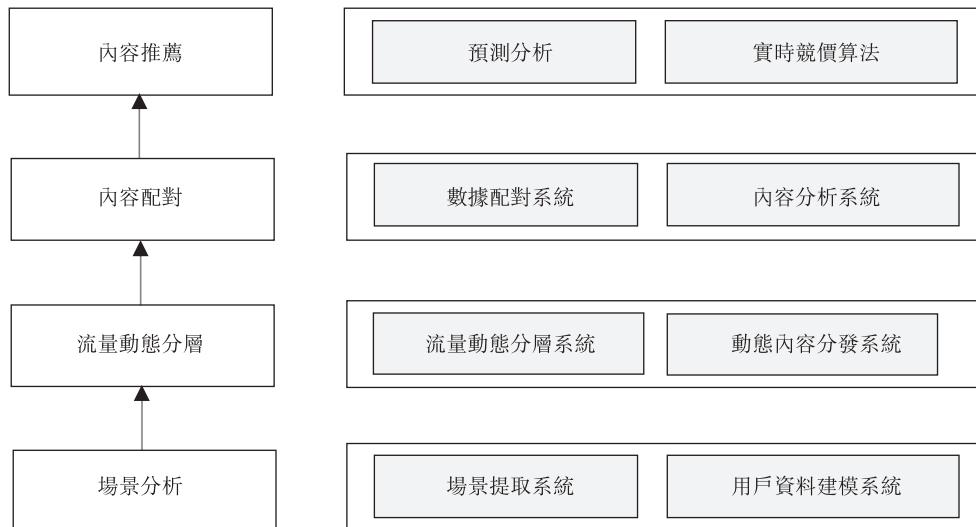 內容推薦
預測分析
實時競價算法
內容配對
數據配對系統
內容分析系統
流量動態分層
流量動態分層系統
動態內容分發系統
場景分析
場景提取系統
用戶資料建模系統